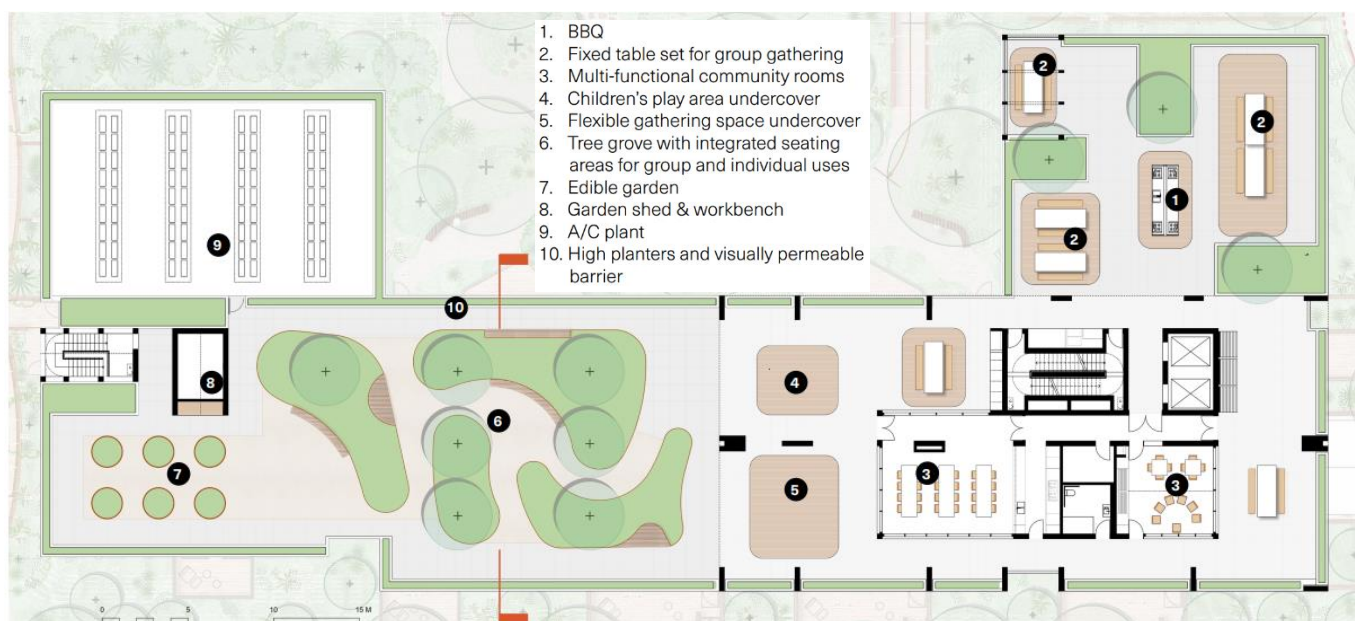 1. BBQ
2. Fixed table set for group gathering
3. Multi-functional community rooms
4. Children's play area undercover
5. Flexible gathering space undercover
6. Tree grove with integrated seating
areas for group and individual uses
7. Edible garden
8. Garden shed & workbench
9. A/C plant
10. High planters and visually permeable
barrier
2
2
1
9
2
10
4
8
6
3
3
7
5
0 5 10 15 M